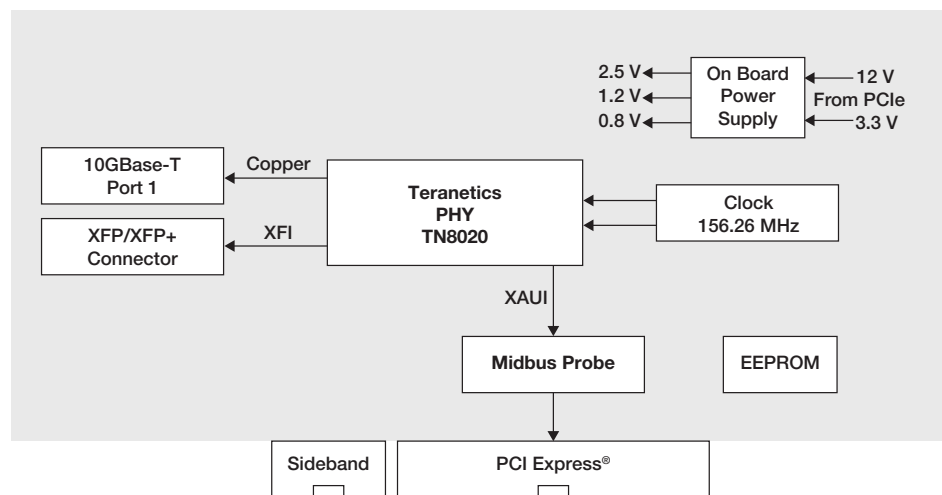 2.5 V
1.2 V
0.8 V
On Board
Power
Supply
12 V
From PCIe
3.3 V
10GBase-T
Port 1
Copper
XFP/XFP+
Connector
XFI
Teranetics
PHY
TN8020
Clock
156.26 MHz
XAUI
Midbus Probe
EEPROM
Sideband
PCI Express®